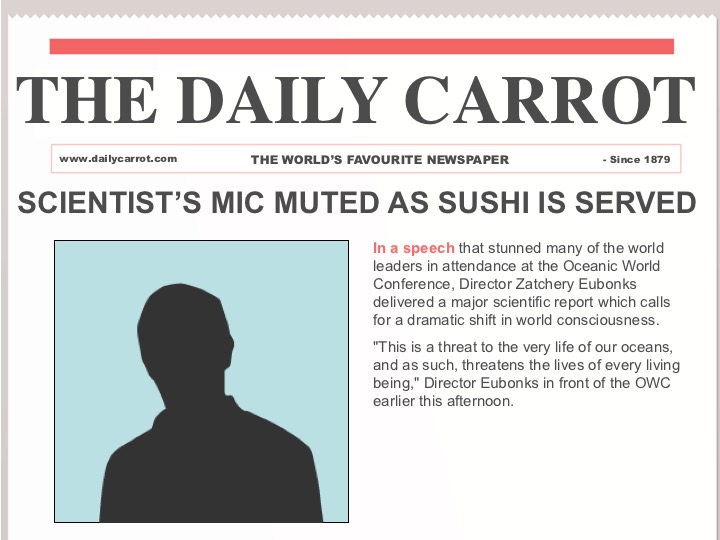 THE DAILY CARROT
www.dailycarrot.com THE WORLD’S FAVOURITE NEWSPAPER - Since 1879
SCIENTIST’S MIC MUTED AS SUSHI IS SERVED
In a speech that stunned many of the world
leaders in attendance at the Oceanic World
Conference, Director Zatchery Eubonks
delivered a major scientific report which calls
for a dramatic shift in world consciousness.
"This is a threat to the very life of our oceans,
and as such, threatens the lives of every living
being," Director Eubonks in front of the OWC
earlier this afternoon.